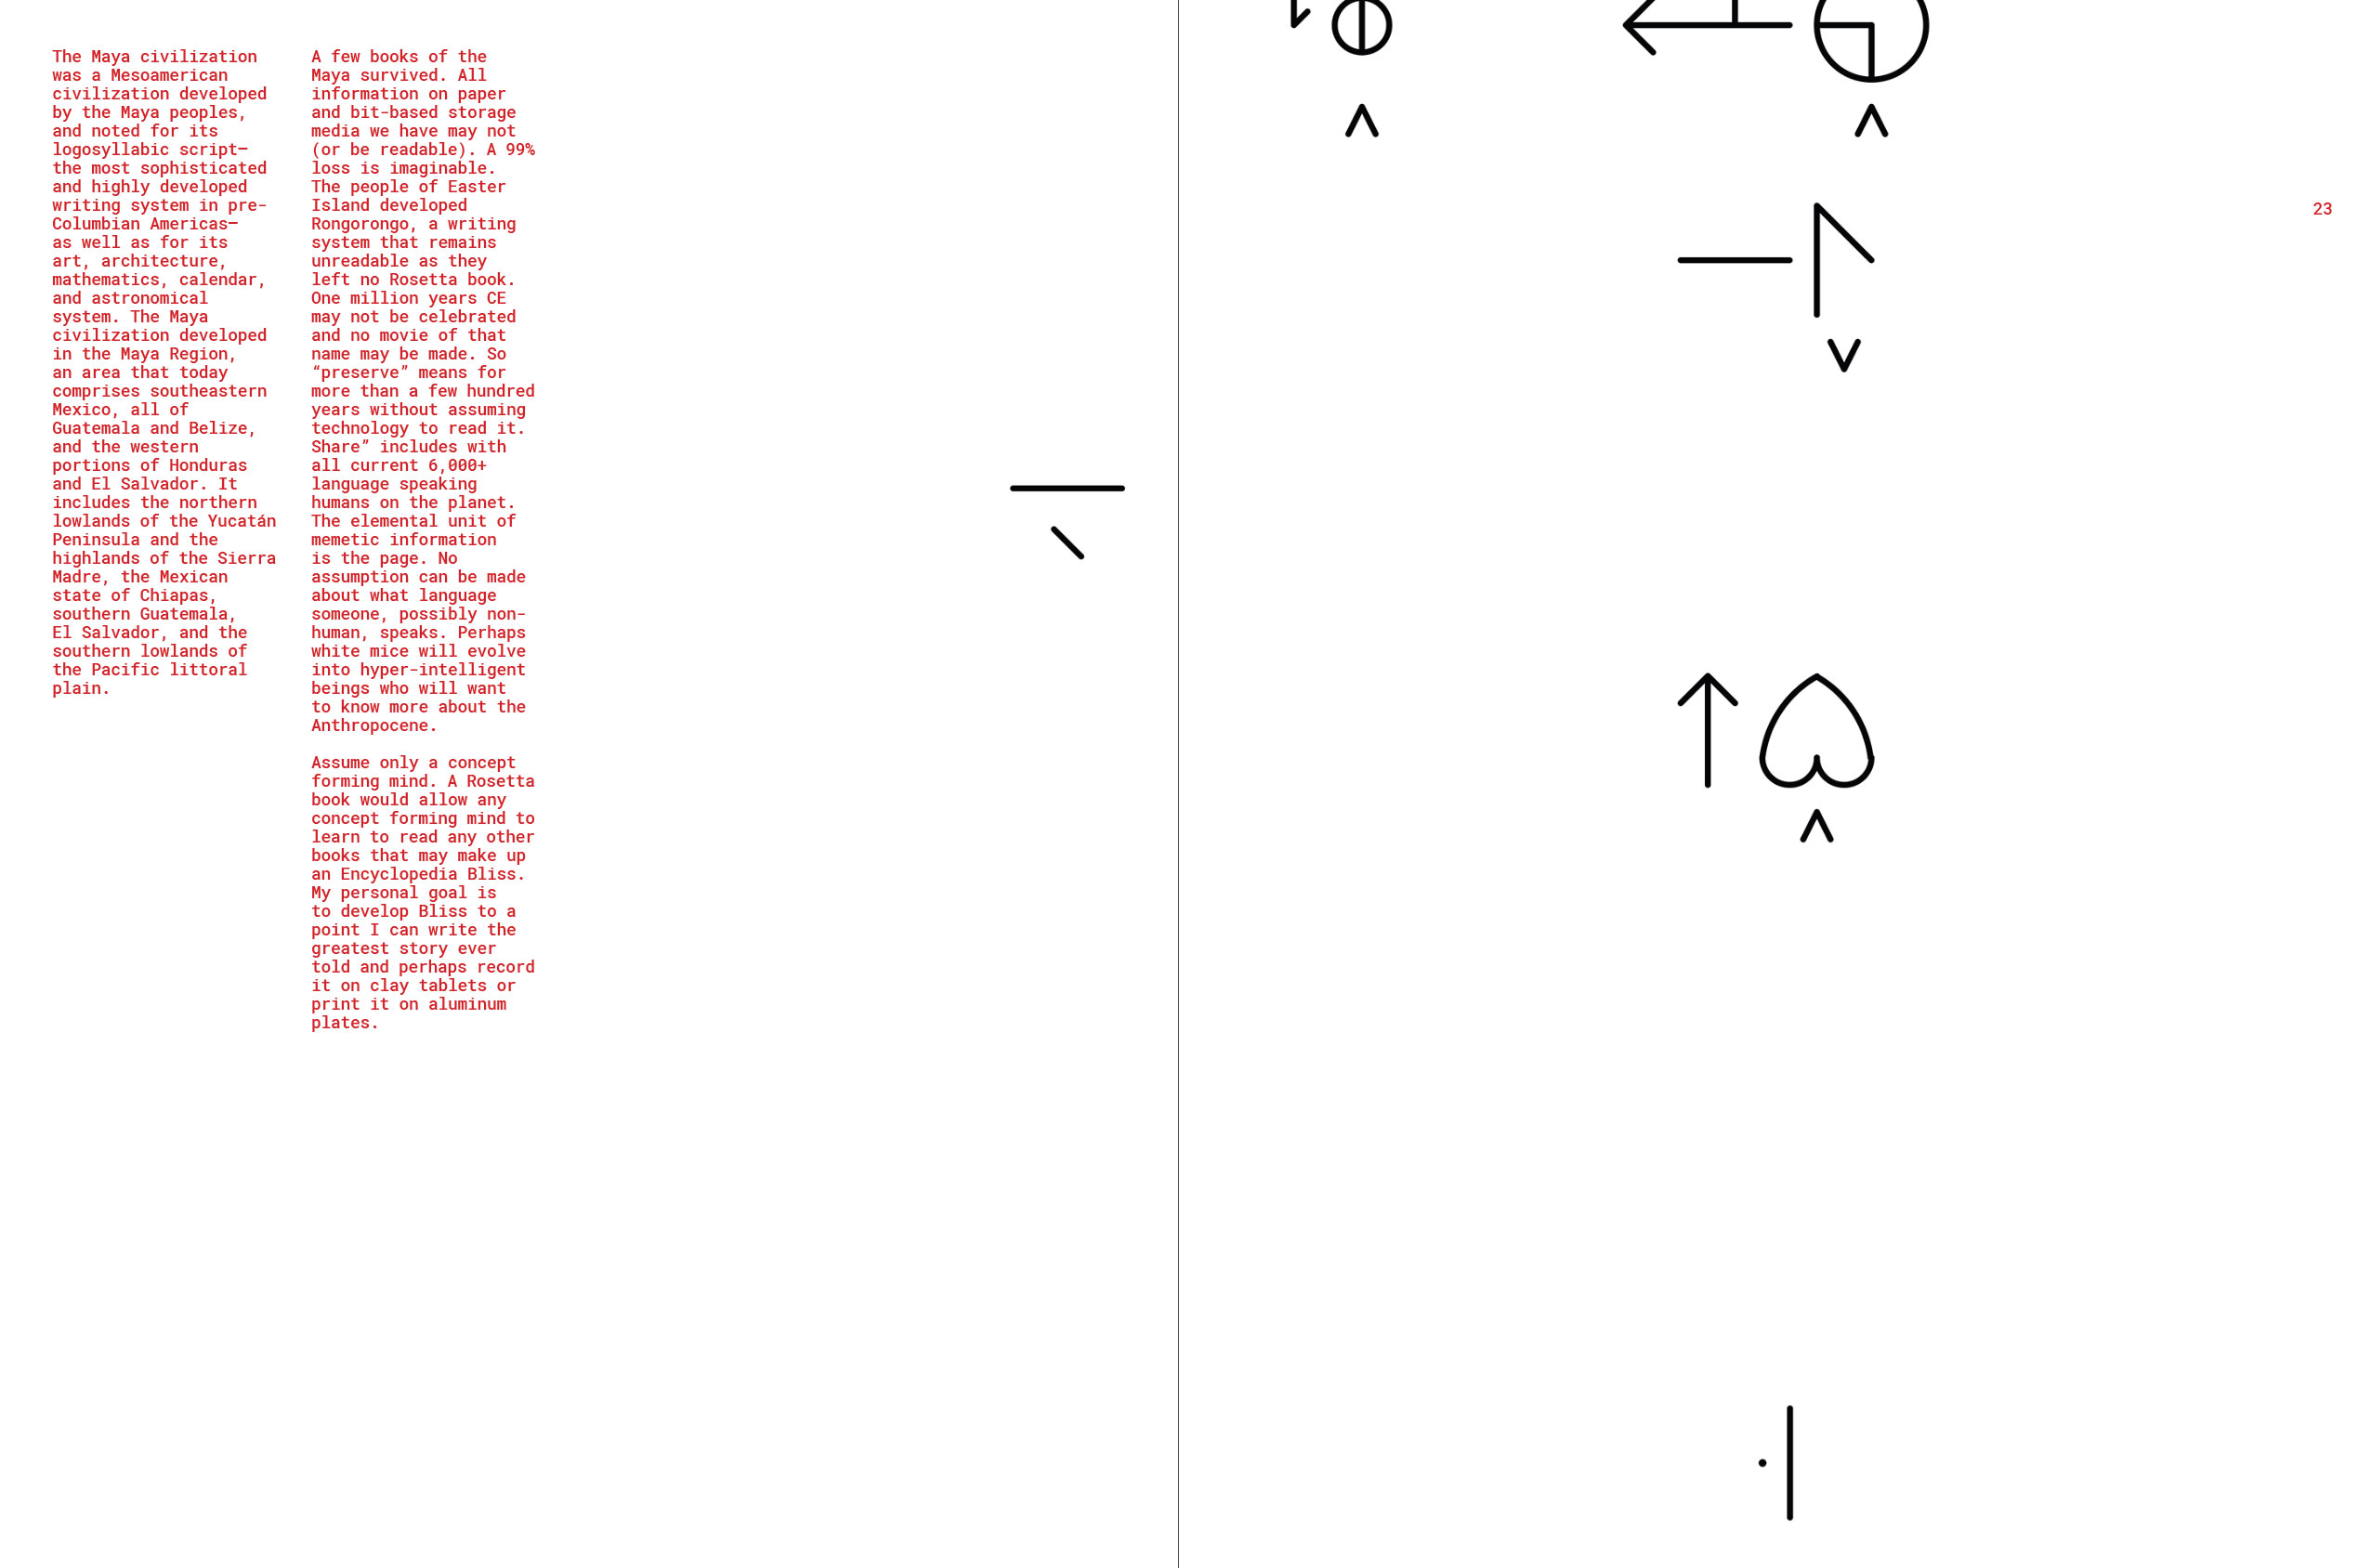 The Maya civilization
was a Mesoamerican
civilization developed
by the Maya peoples,
and noted for its
logosyllabic script—
the most sophisticated
and highly developed
writing system in pre-
Columbian Americas—
as well as for its
art, architecture,
mathematics, calendar,
and astronomical
system. The Maya
civilization developed
in the Maya Region,
an area that today
comprises southeastern
Mexico, all of
Guatemala and Belize,
and the western
portions of Honduras
and El Salvador. It
includes the northern
lowlands of the Yucatán
Peninsula and the
highlands of the Sierra
Madre, the Mexican
state of Chiapas,
southern Guatemala,
El Salvador, and the
southern lowlands of
the Pacific littoral
plain.
A few books of the
Maya survived. All
information on paper
and bit-based storage
media we have may not
(or be readable). A 99%
loss is imaginable.
The people of Easter
Island developed
Rongorongo, a writing
system that remains
unreadable as they
left no Rosetta book.
One million years CE
may not be celebrated
and no movie of that
name may be made. So
“preserve” means for
more than a few hundred
years without assuming
technology to read it.
Share” includes with
all current 6,000+
language speaking
humans on the planet.
The elemental unit of
memetic information
is the page. No
assumption can be made
about what language
someone, possibly non-
human, speaks. Perhaps
white mice will evolve
into hyper-intelligent
beings who will want
to know more about the
Anthropocene.
Assume only a concept
forming mind. A Rosetta
book would allow any
concept forming mind to
learn to read any other
books that may make up
an Encyclopedia Bliss.
My personal goal is
to develop Bliss to a
point I can write the
greatest story ever
told and perhaps record
it on clay tablets or
print it on aluminum
plates.
23